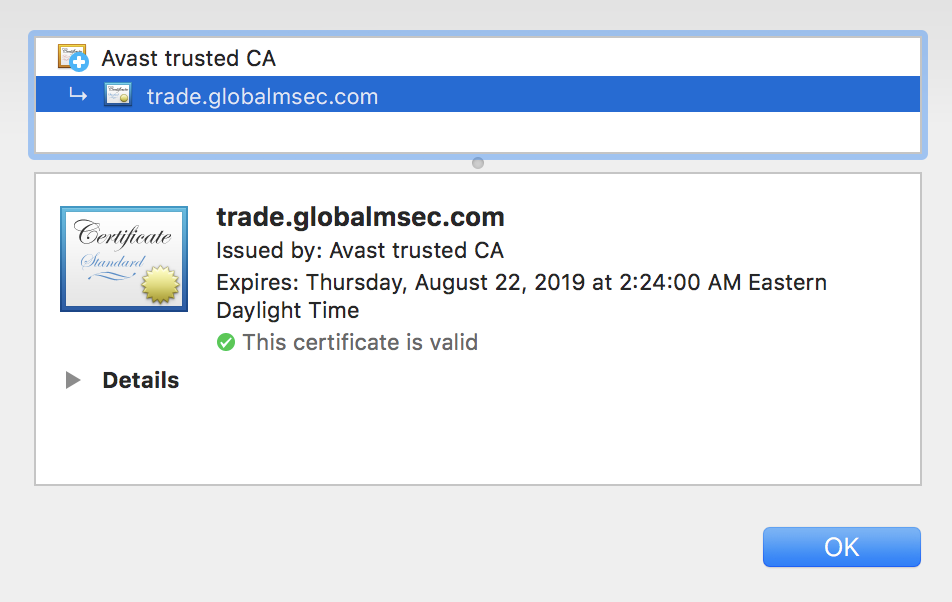 Avast trusted CA
trade.globalmsec.com
Certificate
Standard
trade.globalmsec.com
Issued by: Avast trusted CA
Expires: Thursday, August 22, 2019 at 2:24:00 AM Eastern
Daylight Time
This certificate is valid
Details
OK